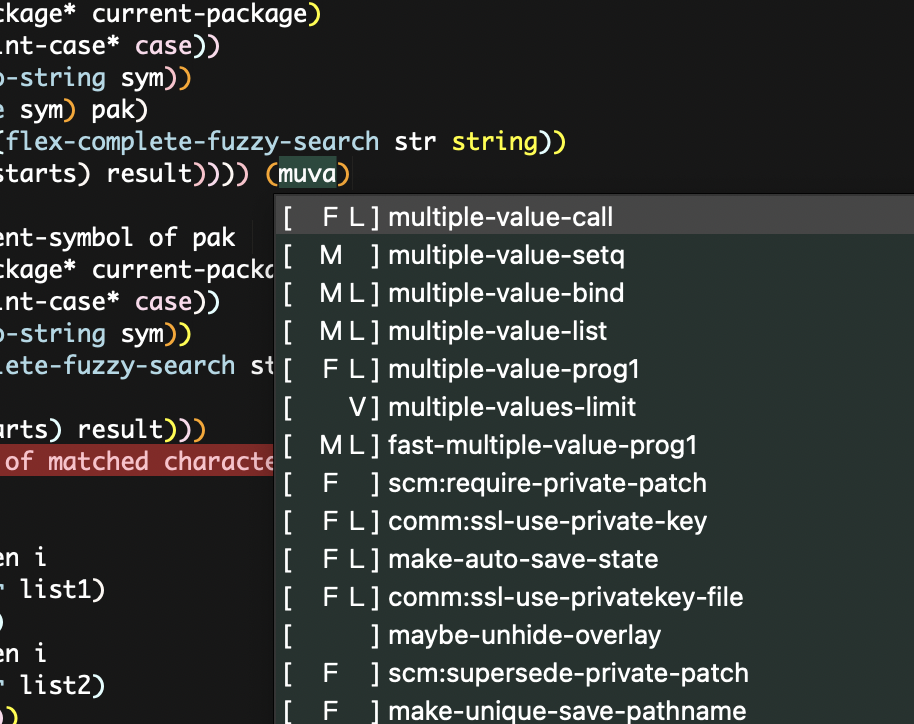 ckage* current-package)
int-case* case))
o-string sym))
e sym) pak)
(flex-complete-fuzzy-search str string))
starts) result)))) (muva)
ent-symbol of pak
ckage* current-packa
int-case* case))
o-string sym))
lete-fuzzy-search st
arts) result)))
of matched characte
en i
r list1)
)
en i
r list2)
))
[ F L ] multiple-value-call
[ M ] multiple-value-setq
[ M L ] multiple-value-bind
[ M L ] multiple-value-list
[ F L ] multiple-value-prog1
[ V ] multiple-values-limit
[ M L ] fast-multiple-value-prog1
[ F ] scm:require-private-patch
[ F L ] comm:ssl-use-private-key
[ F L ] make-auto-save-state
[ F L ] comm:ssl-use-privatekey-file
[ ] maybe-unhide-overlay
[ F ] scm:supersede-private-patch
[ F ] make-unique-save-pathname